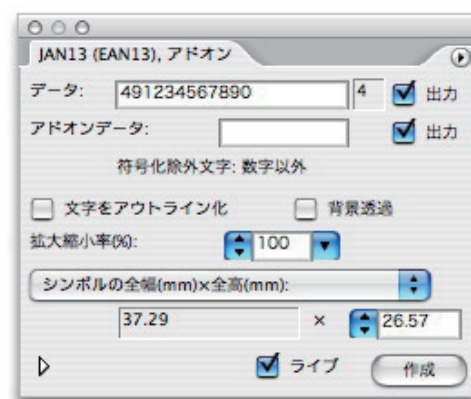 JAN13 (EAN13), アドオン
データ: 491234567890 4 出力
アドオンデータ: 出力
符号化除外文字: 数字以外
文字をアウトライン化 背景透過
拡大縮小率(%): 100
シンボルの全幅(mm)×全高(mm):
37.29 × 26.57
ライブ 作成